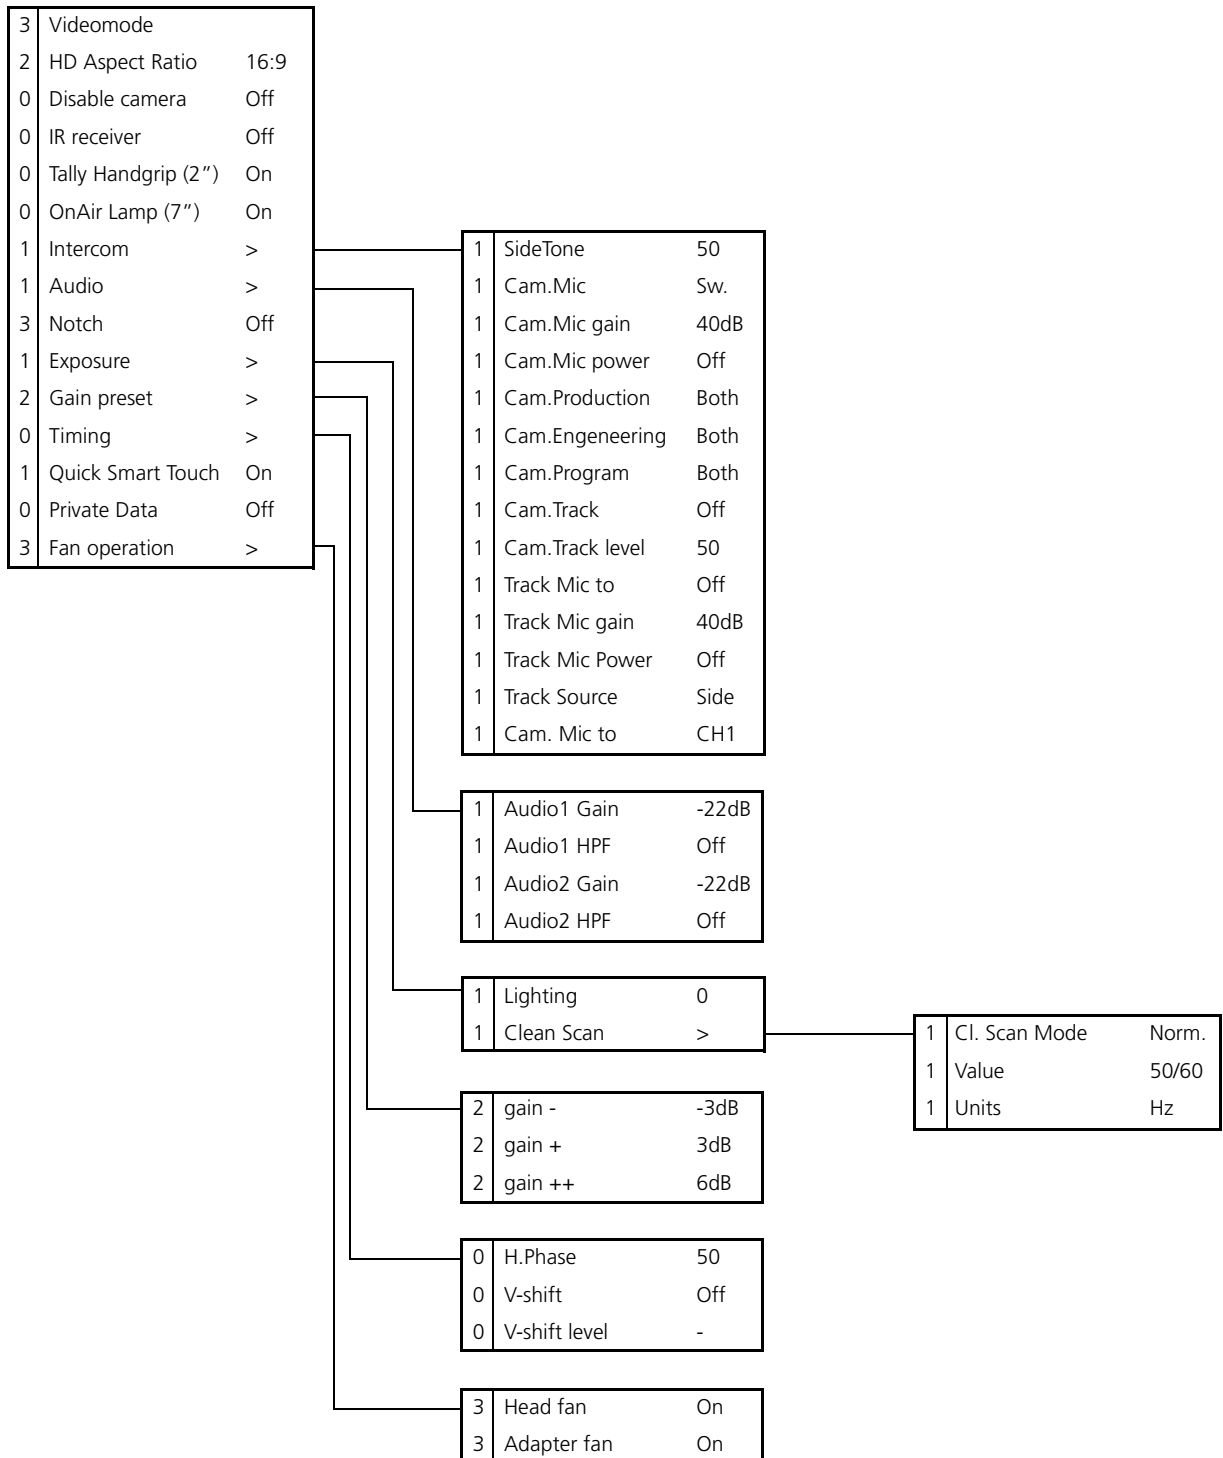 3 Videomode
2 HD Aspect Ratio 16:9
0 Disable camera Off
0 IR receiver Off
0 Tally Handgrip (2”) On
0 OnAir Lamp (7”) On
1 Intercom >
1 Audio >
3 Notch Off
1 Exposure >
2 Gain preset >
0 Timing >
1 Quick Smart Touch On
0 Private Data Off
3 Fan operation >
1 SideTone 50
1 Cam.Mic Sw.
1 Cam.Mic gain 40dB
1 Cam.Mic power Off
1 Cam.Production Both
1 Cam.Engeneering Both
1 Cam.Program Both
1 Cam.Track Off
1 Cam.Track level 50
1 Track Mic to Off
1 Track Mic gain 40dB
1 Track Mic Power Off
1 Track Source Side
1 Cam. Mic to CH1
1 Audio1 Gain -22dB
1 Audio1 HPF Off
1 Audio2 Gain -22dB
1 Audio2 HPF Off
1 Lighting 0
1 Clean Scan >
1 Cl. Scan Mode Norm.
1 Value 50/60
1 Units Hz
2 gain - -3dB
2 gain + 3dB
2 gain ++ 6dB
0 H.Phase 50
0 V-shift Off
0 V-shift level -
3 Head fan On
3 Adapter fan On